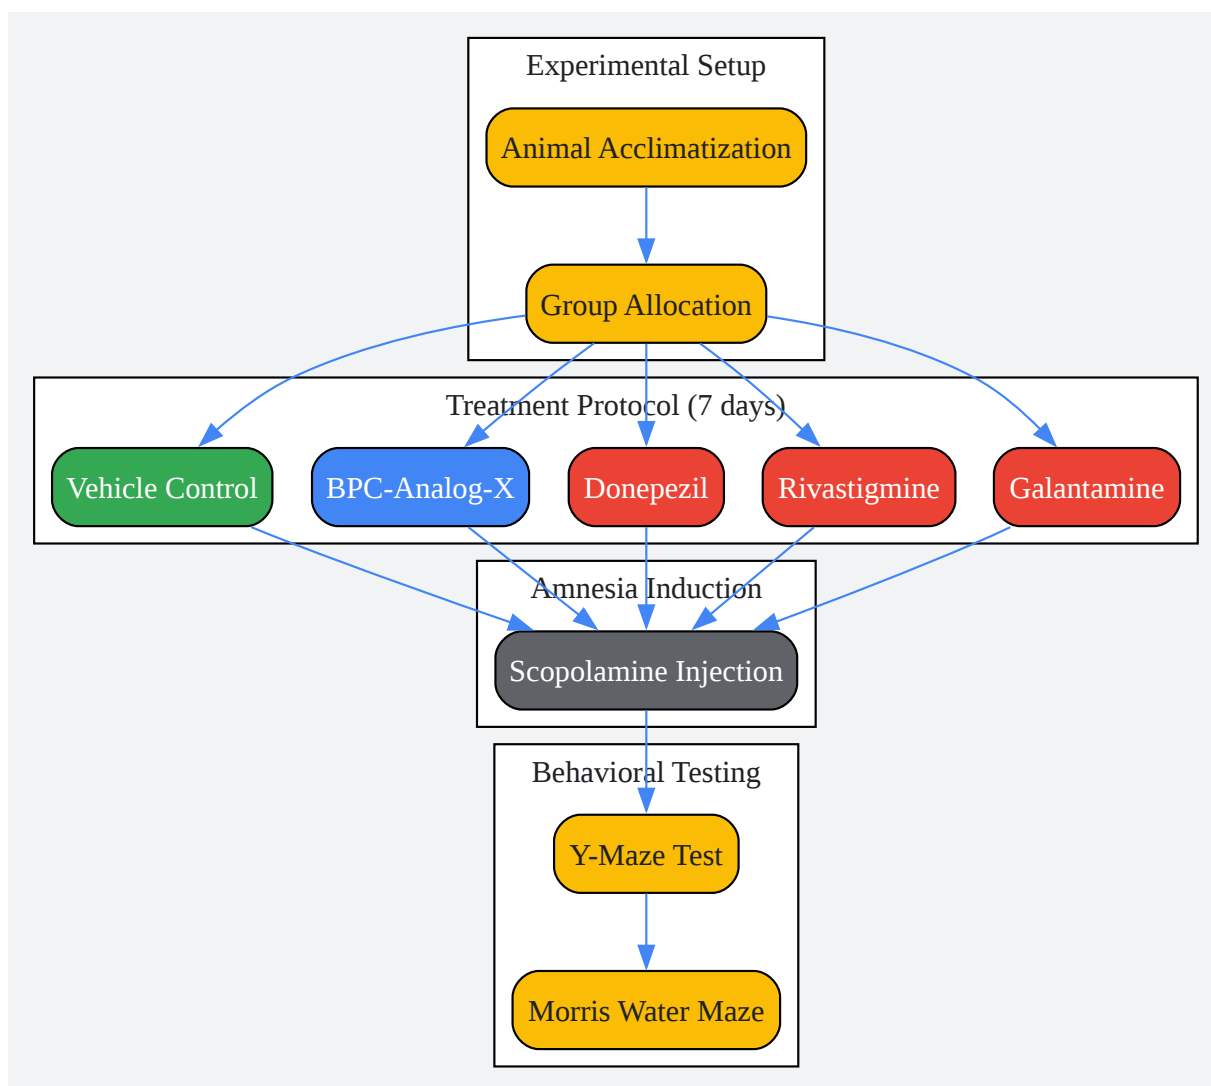 Experimental Setup
Animal Acclimatization
Group Allocation
Treatment Protocol (7 days)
Vehicle Control
BPC-Analog-X
Donepezil
Rivastigmine
Galantamine
Amnesia Induction
Scopolamine Injection
Behavioral Testing
Y-Maze Test
Morris Water Maze